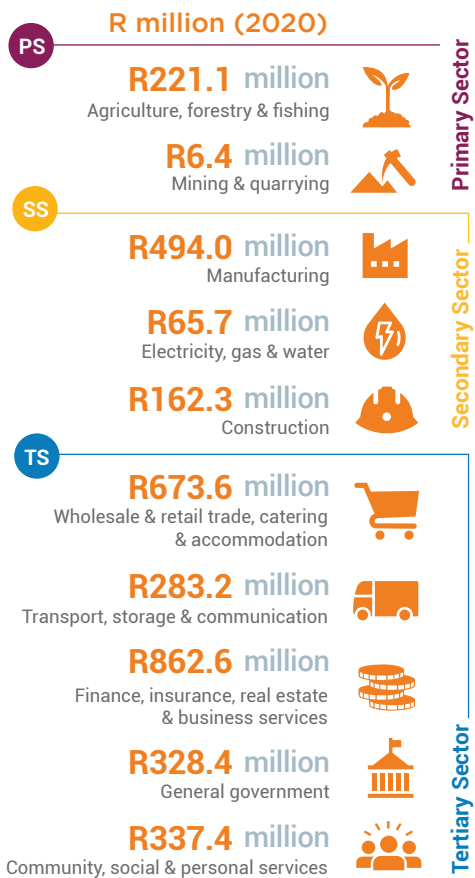 R million (2020)
PS
Primary Sector
R221.1 million
Agriculture, forestry & fishing
R6.4 million
Mining & quarrying
SS
Secondary Sector
R494.0 million
Manufacturing
R65.7 million
Electricity, gas & water
R162.3 million
Construction
TS
Tertiary Sector
R673.6 million
Wholesale & retail trade, catering
& accommodation
R283.2 million
Transport, storage & communication
R862.6 million
Finance, insurance, real estate
& business services
R328.4 million
General government
R337.4 million
Community, social & personal services